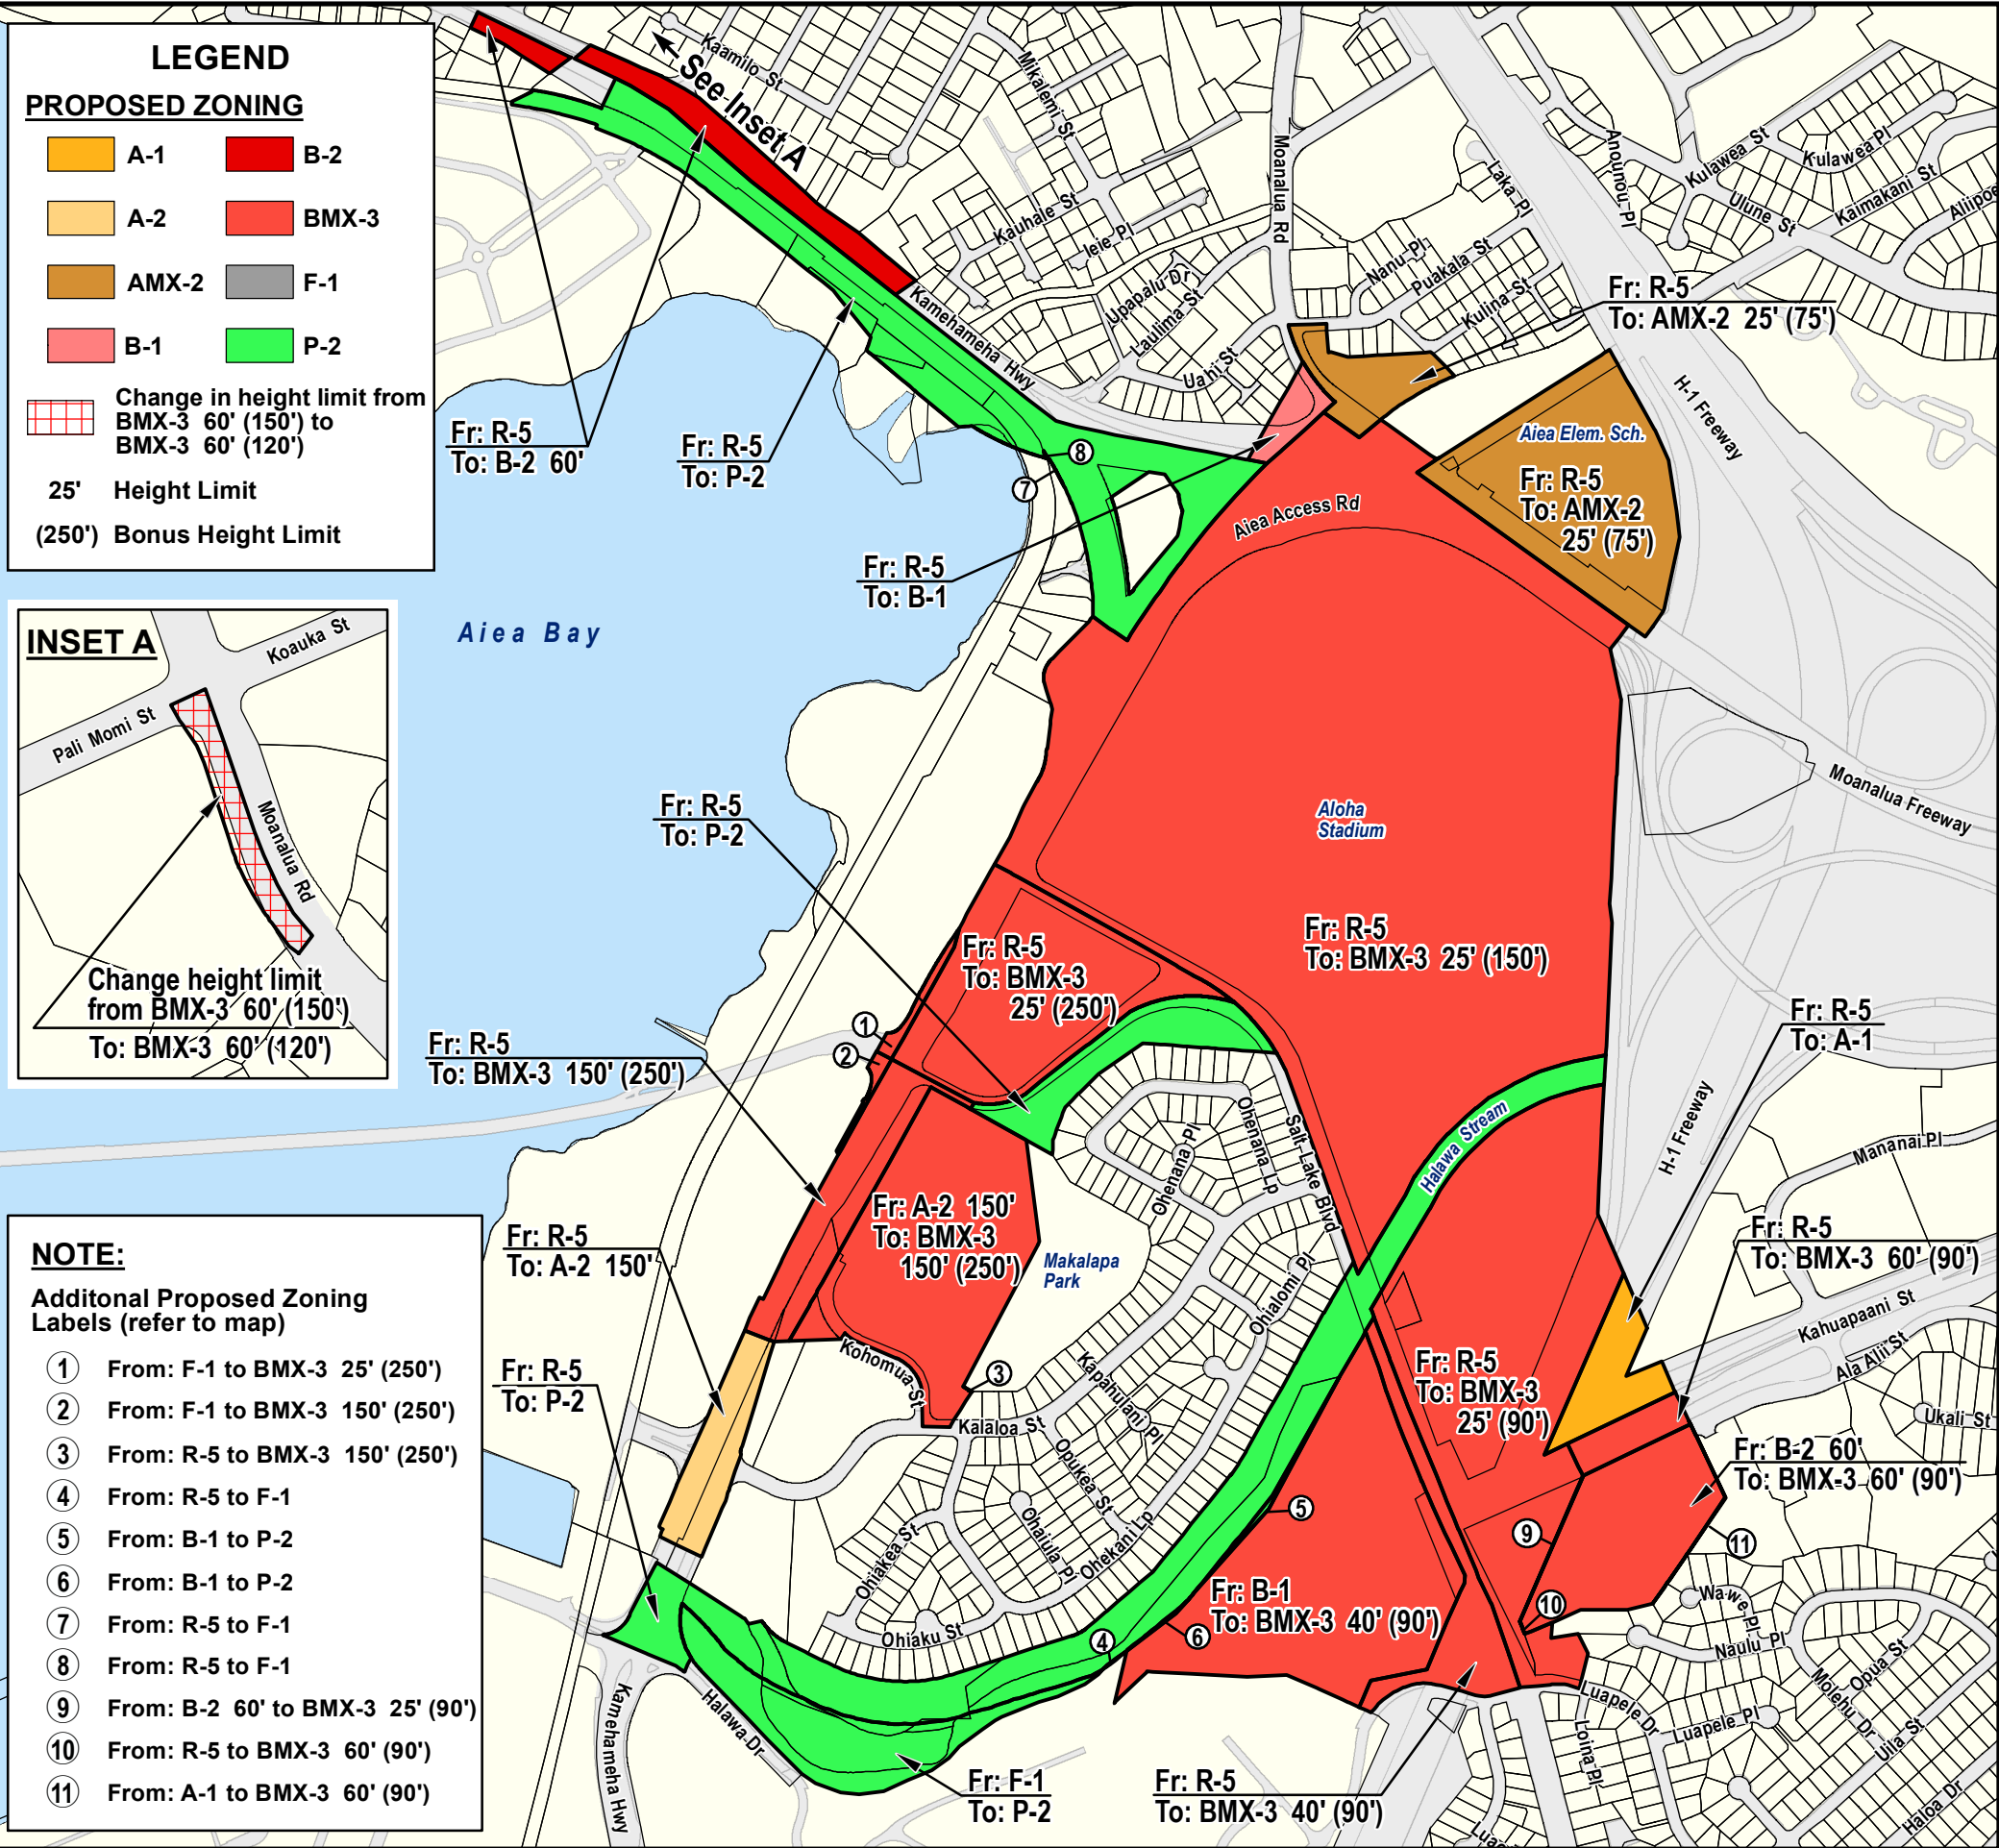 LEGEND
PROPOSED ZONING
A-1
B-2
A-2
BMX-3
AMX-2
F-1
B-1
P-2
Change in height limit from
BMX-3 60' (150') to
BMX-3 60' (120')
25' Height Limit
(250') Bonus Height Limit
See Inset A
Kaamilo St
Mikalemi St
Kauhale St
Ieie Pl
Moanalua Rd
Upapalu Dr
Laulima St
Uahi St
Kamehameha Hwy
Nanu Pl
Puakala St
Kulina St
Laka Pl
Anounou Pl
Kulawea St
Kulawea Pl
Ulune St
Kaimakani St
Aliipoe
H-1 Freeway
Fr: R-5
To: AMX-2 25' (75')
Aiea Elem. Sch.
Fr: R-5
To: AMX-2
25' (75')
Fr: R-5
To: B-2 60'
Fr: R-5
To: P-2
8
7
Aiea Access Rd
Fr: R-5
To: B-1
Aiea Bay
INSET A
Koauka St
Pali Momi St
Moanalua Rd
Change height limit
from BMX-3 60' (150')
To: BMX-3 60' (120')
Moanalua Freeway
Aloha
Stadium
Fr: R-5
To: P-2
Fr: R-5
To: BMX-3 25' (150')
Fr: R-5
To: BMX-3
25' (250')
1
2
Fr: R-5
To: BMX-3 150' (250')
Fr: R-5
To: A-1
H-1 Freeway
Halawa Stream
Mananai Pl
Ohenana Pl
Ohenana Lp
Salt Lake Blvd
Fr: A-2 150'
To: BMX-3
150' (250')
Makalapa
Park
Fr: R-5
To: A-2 150'
Fr: R-5
To: BMX-3 60' (90')
Kahuapaani St
Ala Alii St
Ukali St
Ohialomi Pl
Kohomua St
3
Kapahulani Pl
Kalaloa St
Opukea St
Fr: R-5
To: P-2
Fr: R-5
To: BMX-3
25' (90')
Fr: B-2 60'
To: BMX-3 60' (90')
5
9
11
Ohiakea St
Ohaiula Pl
Ohekani Lp
Ohiaku St
4
6
Fr: B-1
To: BMX-3 40' (90')
10
Wawe Pl
Naulu Pl
Opua St
Molehu Dr
Uila St
Luapele Dr
Luapele Pl
Loina Pl
Haloa Dr
Kamehameha Hwy
Halawa Dr
Fr: F-1
To: P-2
Fr: R-5
To: BMX-3 40' (90')
NOTE:
Additonal Proposed Zoning
Labels (refer to map)
1 From: F-1 to BMX-3 25' (250')
2 From: F-1 to BMX-3 150' (250')
3 From: R-5 to BMX-3 150' (250')
4 From: R-5 to F-1
5 From: B-1 to P-2
6 From: B-1 to P-2
7 From: R-5 to F-1
8 From: R-5 to F-1
9 From: B-2 60' to BMX-3 25' (90')
10 From: R-5 to BMX-3 60' (90')
11 From: A-1 to BMX-3 60' (90')